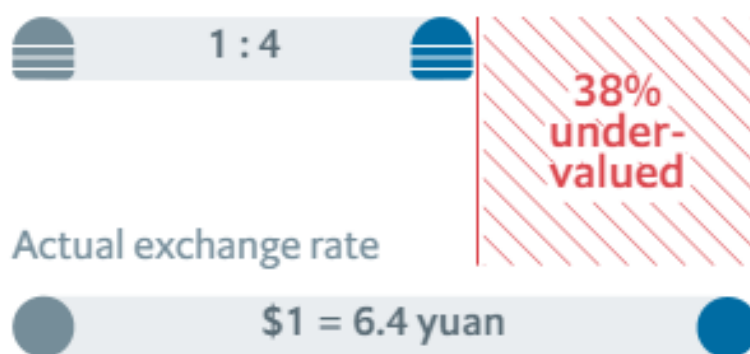 1 : 4
38%
under-
valued
Actual exchange rate
$1 = 6.4 yuan